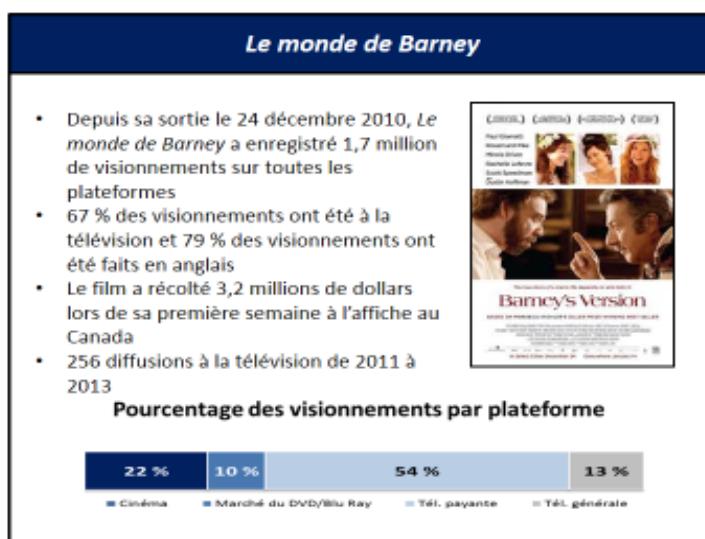 Le monde de Barney
• Depuis sa sortie le 24 décembre 2010, Le
monde de Barney a enregistré 1,7 million
de visionnements sur toutes les
plateformes
• 67 % des visionnements ont été à la
télévision et 79 % des visionnements ont
été faits en anglais
• Le film a récolté 3,2 millions de dollars
lors de sa première semaine à l'affiche au
Canada
• 256 diffusions à la télévision de 2011 à
2013
Paul Giamatti
Rosamund Pike
Minnie Driver
Rachelle Lefevre
Scott Speedman
Dustin Hoffman
Barney's Version
Pourcentage des visionnements par plateforme
22 % 10 % 54 % 13 %
Cinéma Marché du DVD/Blu Ray Tél. payante Tél. générale